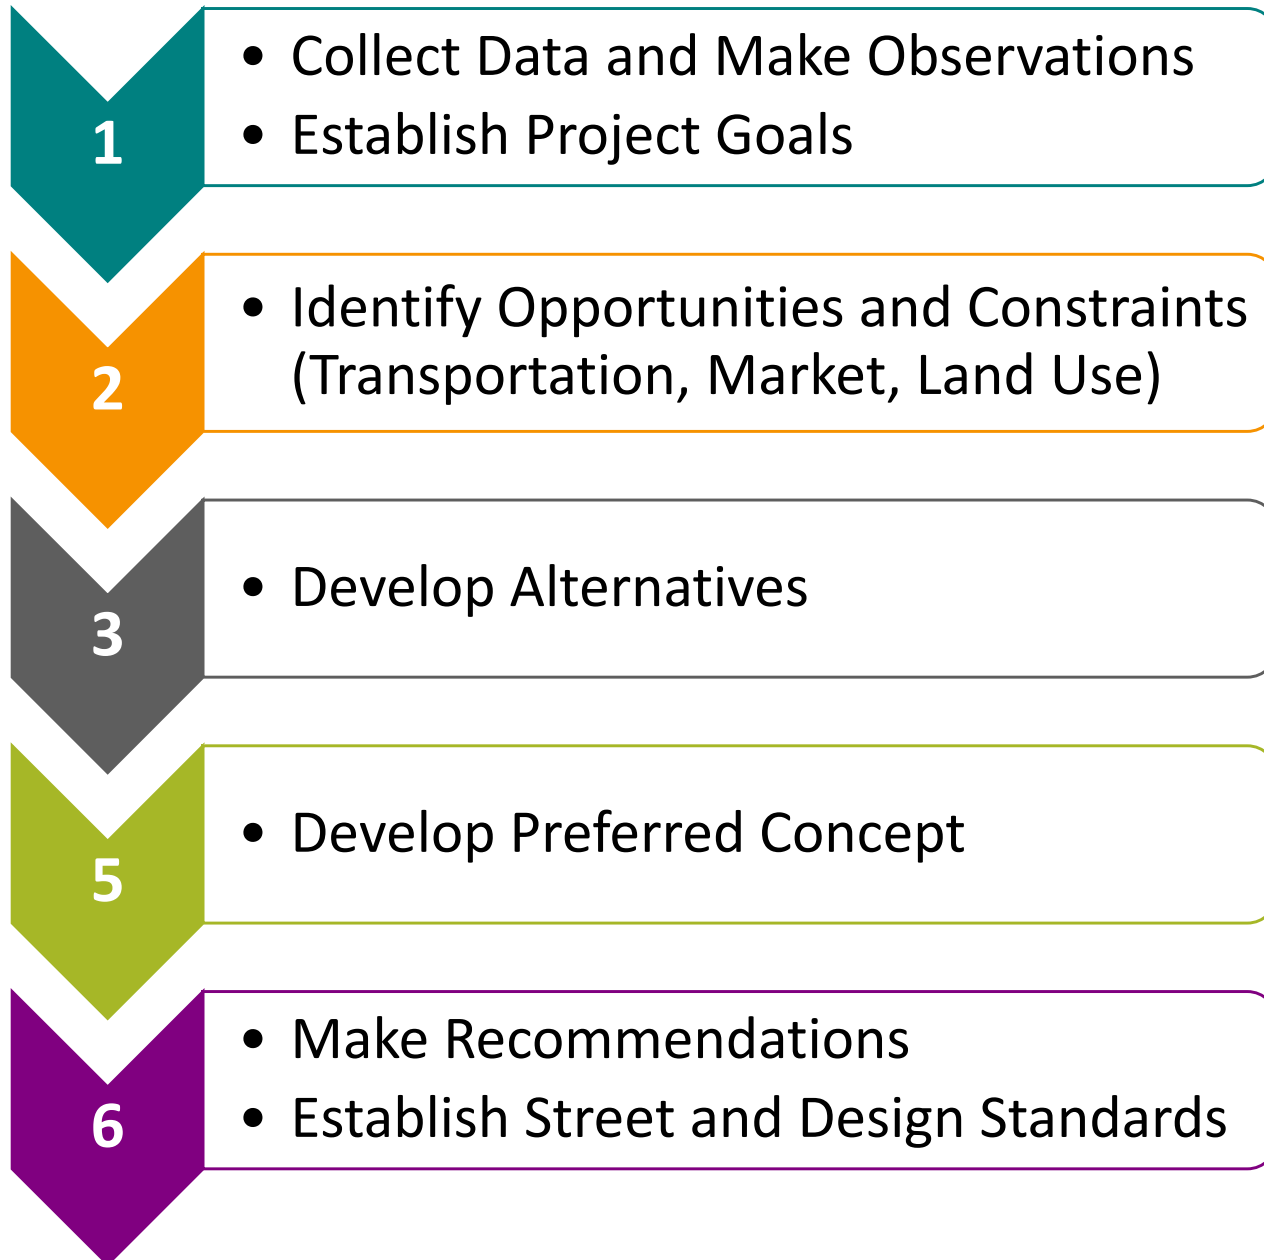 1
• Collect Data and Make Observations
• Establish Project Goals
2
• Identify Opportunities and Constraints
(Transportation, Market, Land Use)
3
• Develop Alternatives
5
• Develop Preferred Concept
6
• Make Recommendations
• Establish Street and Design Standards